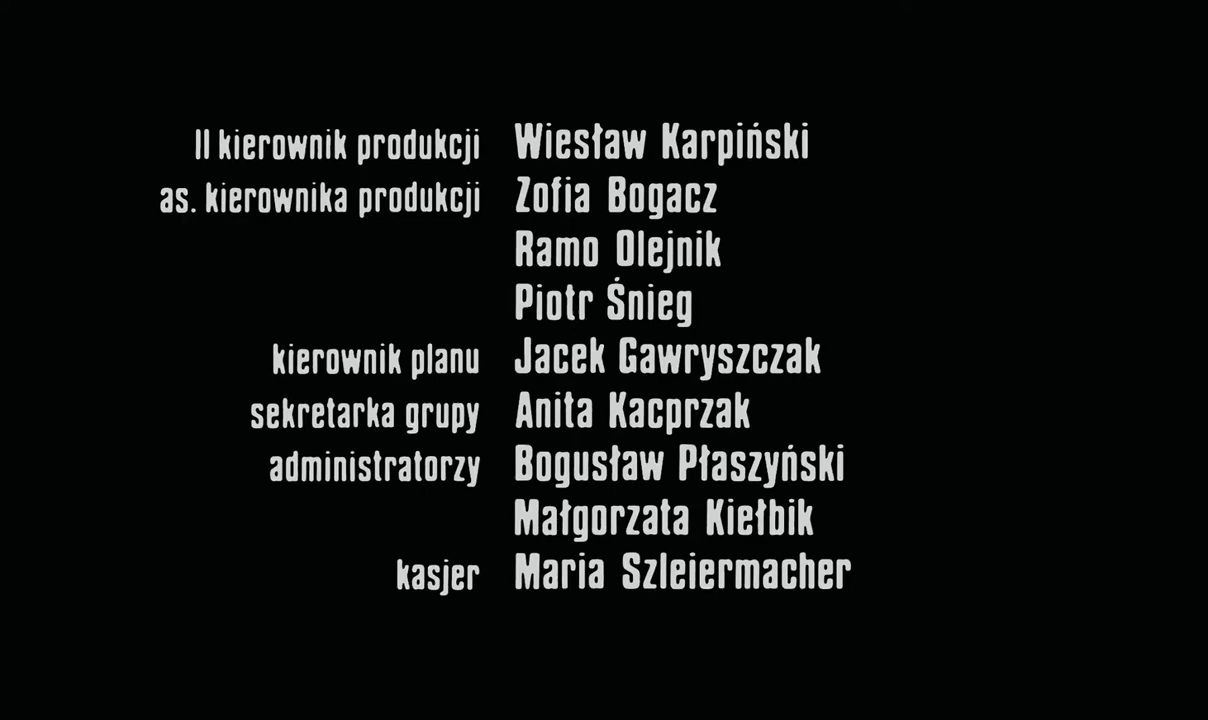 II kierownik produkcji Wiesław Karpiński
as. kierownika produkcji Zofia Bogacz
Ramo Olejnik
Piotr Śnieg
kierownik planu Jacek Gawryszczak
sekretarka grupy Anita Kacprzak
administratorzy Bogusław Płaszyński
Małgorzata Kiełbik
kasjer Maria Szleiermacher